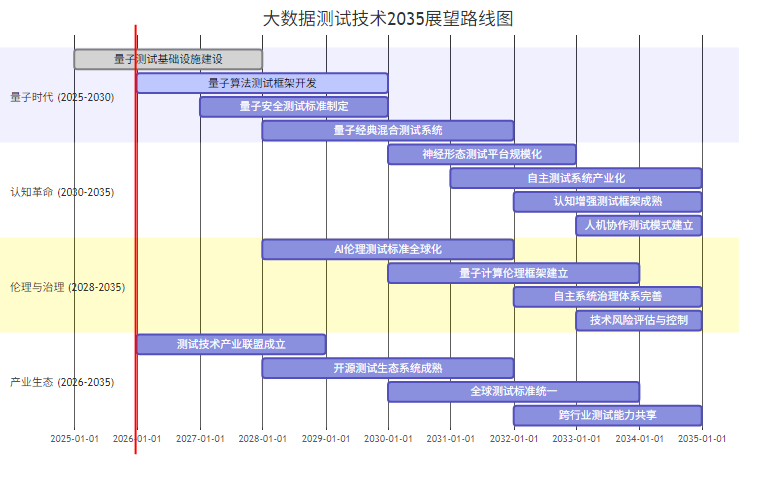 大数据测试技术2035展望路线图
量子时代 (2025-2030)
量子测试基础设施建设
量子算法测试框架开发
量子安全测试标准制定
量子经典混合测试系统
认知革命 (2030-2035)
神经形态测试平台规模化
自主测试系统产业化
认知增强测试框架成熟
人机协作测试模式建立
伦理与治理 (2028-2035)
AI伦理测试标准全球化
量子计算伦理框架建立
自主系统治理体系完善
技术风险评估与控制
产业生态 (2026-2035)
测试技术产业联盟成立
开源测试生态系统成熟
全球测试标准统一
跨行业测试能力共享
2025-01-01 2026-01-01 2027-01-01 2028-01-01 2029-01-01 2030-01-01 2031-01-01 2032-01-01 2033-01-01 2034-01-01 2035-01-01